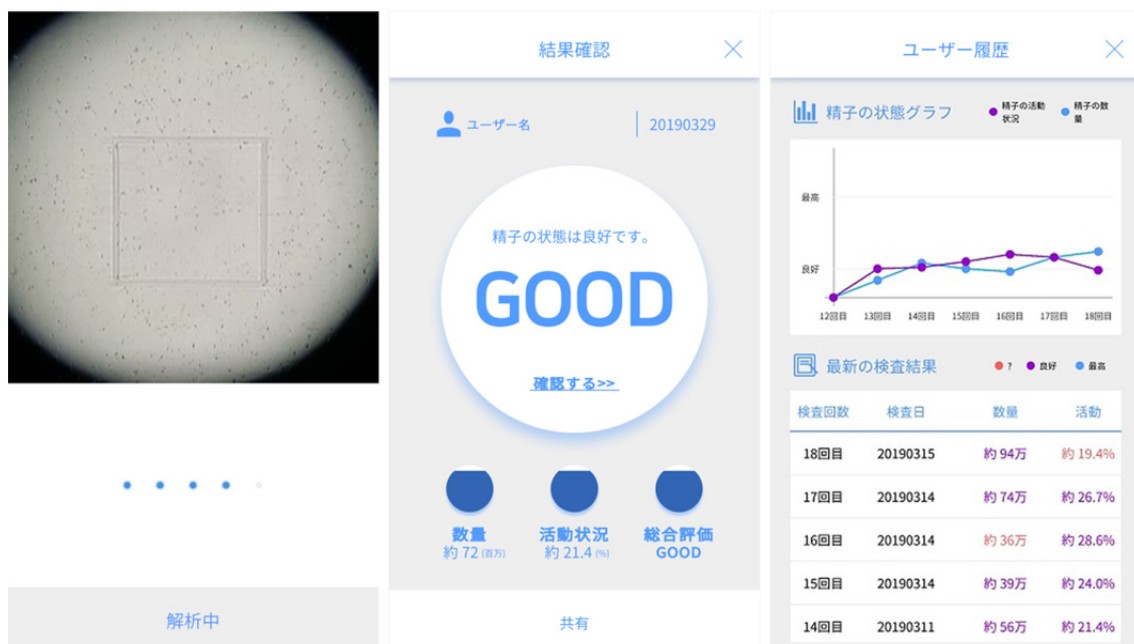 解析中
結果確認
ユーザー名
20190329
精子の状態は良好です。
GOOD
確認する>>
数量
約 72 (百万)
活動状況
約 21.4 (%)
総合評価
GOOD
共有
ユーザー履歴
精子の状態グラフ
精子の活動
状況
精子の数
量
最高
良好
12回目 13回目 14回目 15回目 16回目 17回目 18回目
最新の検査結果
? 良好 最高
検査回数 検査日 数量 活動
18回目 20190315 約 94万 約 19.4%
17回目 20190314 約 74万 約 26.7%
16回目 20190314 約 36万 約 28.6%
15回目 20190314 約 39万 約 24.0%
14回目 20190311 約 56万 約 21.4%